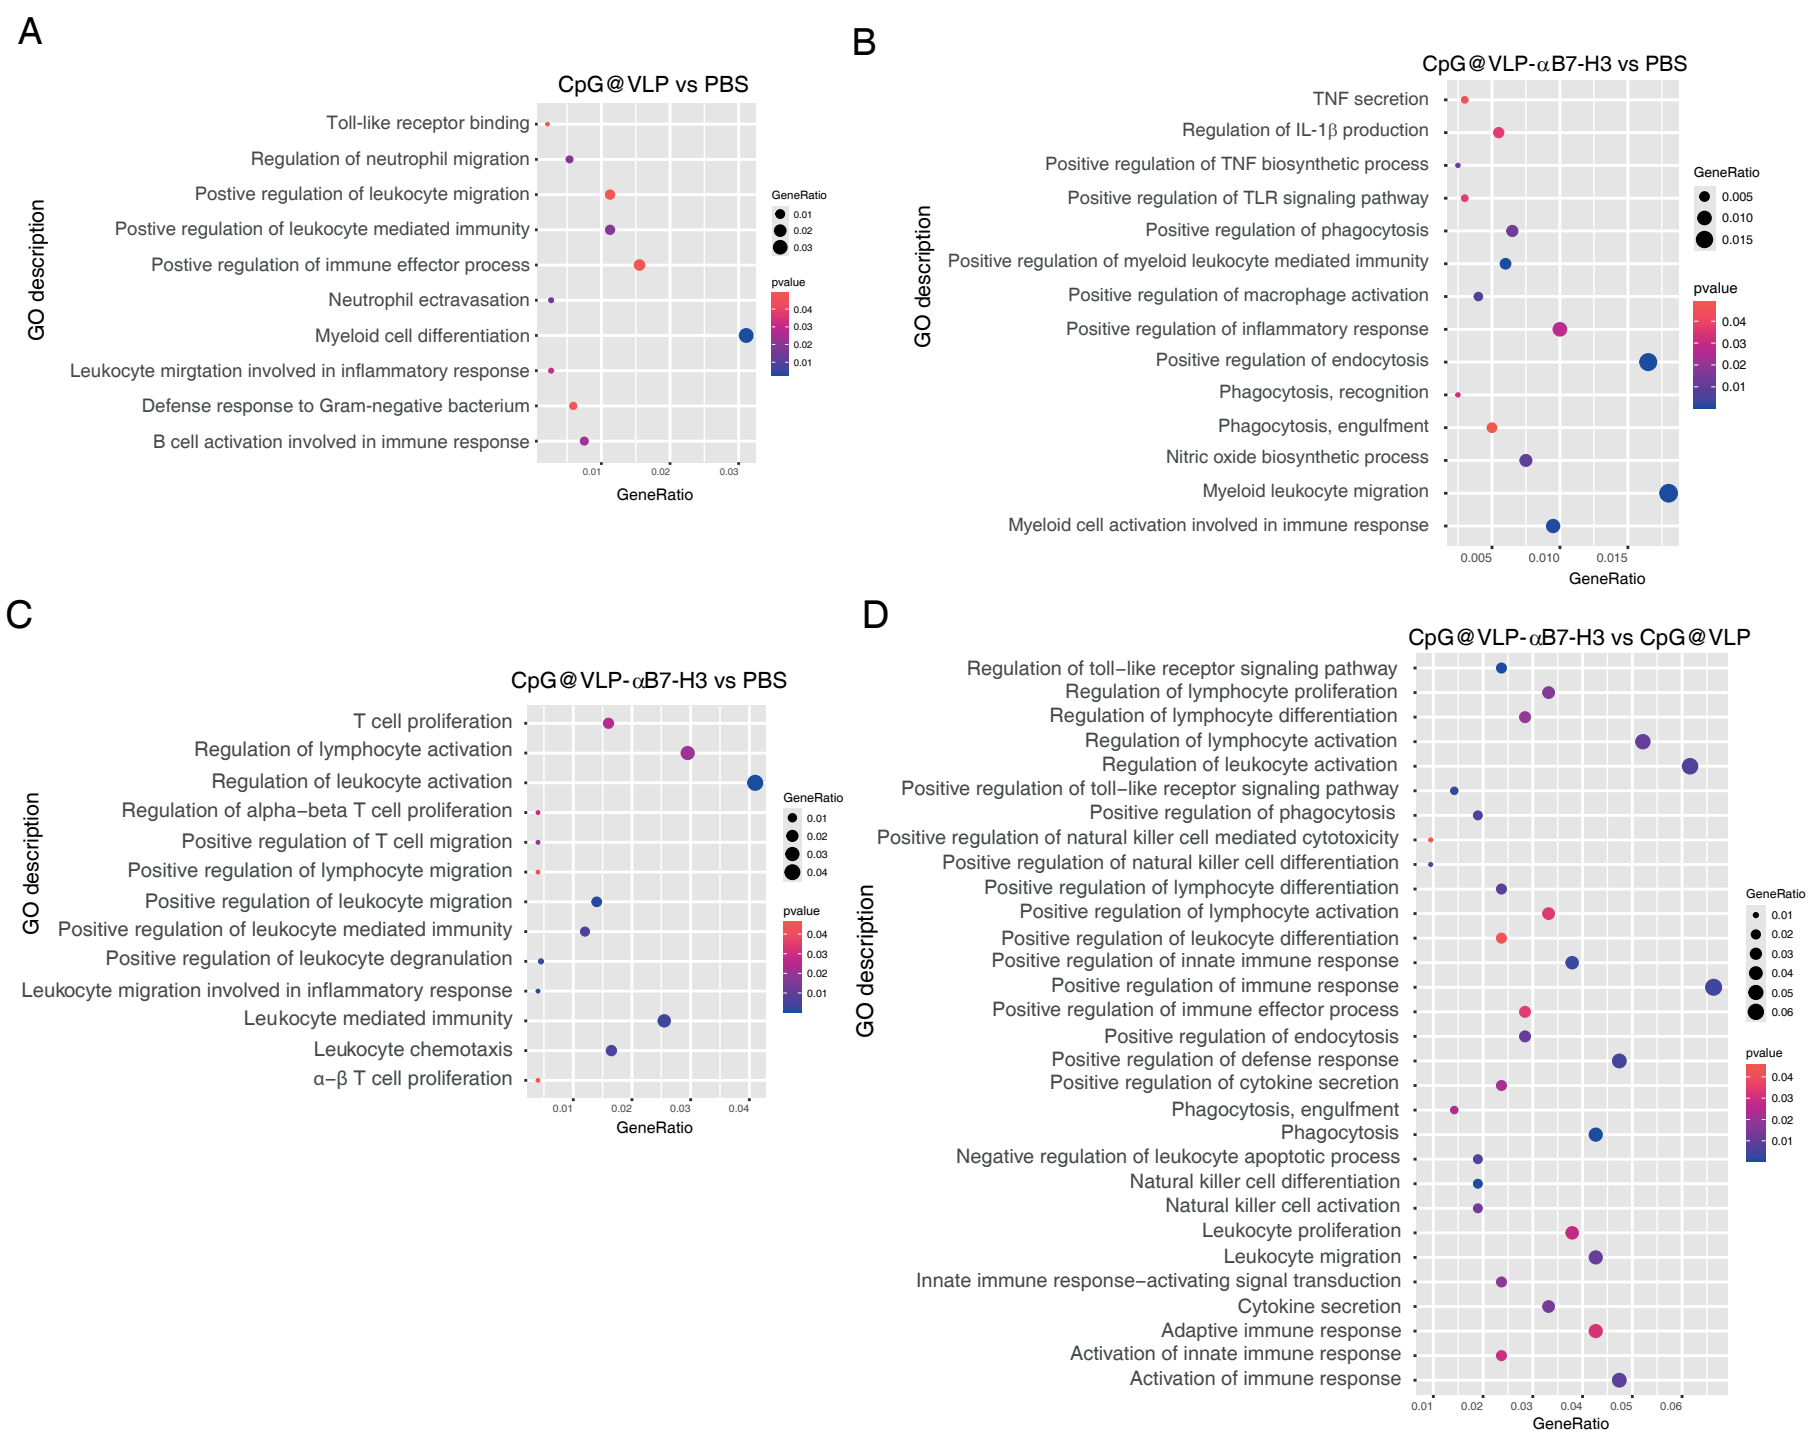 A
CpG@VLP vs PBS
GO description
Toll-like receptor binding
Regulation of neutrophil migration
Postive regulation of leukocyte migration
Postive regulation of leukocyte mediated immunity
Postive regulation of immune effector process
Neutrophil ectravasation
Myeloid cell differentiation
Leukocyte mirgtation involved in inflammatory response
Defense response to Gram-negative bacterium
B cell activation involved in immune response
0.01 0.02 0.03
GeneRatio
GeneRatio
0.01
0.02
0.03
pvalue
0.04
0.03
0.02
0.01
B
CpG@VLP-αB7-H3 vs PBS
GO description
TNF secretion
Regulation of IL-1β production
Positive regulation of TNF biosynthetic process
Positive regulation of TLR signaling pathway
Positive regulation of phagocytosis
Positive regulation of myeloid leukocyte mediated immunity
Positive regulation of macrophage activation
Positive regulation of inflammatory response
Positive regulation of endocytosis
Phagocytosis, recognition
Phagocytosis, engulfment
Nitric oxide biosynthetic process
Myeloid leukocyte migration
Myeloid cell activation involved in immune response
0.005 0.010 0.015
GeneRatio
GeneRatio
0.005
0.010
0.015
pvalue
0.04
0.03
0.02
0.01
C
CpG@VLP-αB7-H3 vs PBS
GO description
T cell proliferation
Regulation of lymphocyte activation
Regulation of leukocyte activation
Regulation of alpha−beta T cell proliferation
Positive regulation of T cell migration
Positive regulation of lymphocyte migration
Positive regulation of leukocyte migration
Positive regulation of leukocyte mediated immunity
Positive regulation of leukocyte degranulation
Leukocyte migration involved in inflammatory response
Leukocyte mediated immunity
Leukocyte chemotaxis
α−β T cell proliferation
0.01 0.02 0.03 0.04
GeneRatio
GeneRatio
0.01
0.02
0.03
0.04
pvalue
0.04
0.03
0.02
0.01
D
CpG@VLP-αB7-H3 vs CpG@VLP
GO description
Regulation of toll−like receptor signaling pathway
Regulation of lymphocyte proliferation
Regulation of lymphocyte differentiation
Regulation of lymphocyte activation
Regulation of leukocyte activation
Positive regulation of toll−like receptor signaling pathway
Positive regulation of phagocytosis
Positive regulation of natural killer cell mediated cytotoxicity
Positive regulation of natural killer cell differentiation
Positive regulation of lymphocyte differentiation
Positive regulation of lymphocyte activation
Positive regulation of leukocyte differentiation
Positive regulation of innate immune response
Positive regulation of immune response
Positive regulation of immune effector process
Positive regulation of endocytosis
Positive regulation of defense response
Positive regulation of cytokine secretion
Phagocytosis, engulfment
Phagocytosis
Negative regulation of leukocyte apoptotic process
Natural killer cell differentiation
Natural killer cell activation
Leukocyte proliferation
Leukocyte migration
Innate immune response−activating signal transduction
Cytokine secretion
Adaptive immune response
Activation of innate immune response
Activation of immune response
0.01 0.02 0.03 0.04 0.05 0.06
GeneRatio
GeneRatio
0.01
0.02
0.03
0.04
0.05
0.06
pvalue
0.04
0.03
0.02
0.01